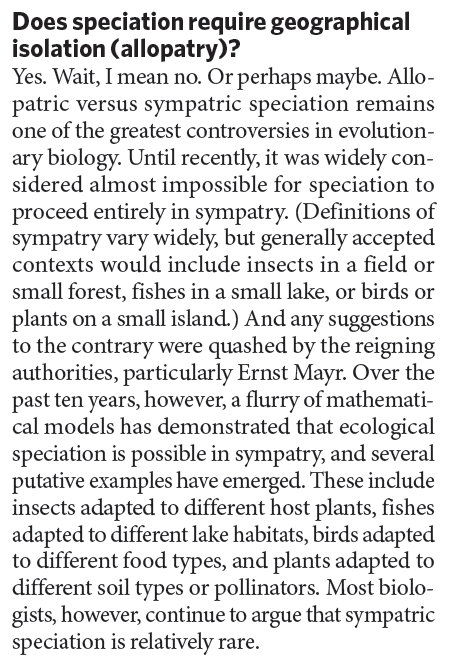 Does speciation require geographical
isolation (allopatry)?
Yes. Wait, I mean no. Or perhaps maybe. Allo-
patric versus sympatric speciation remains
one of the greatest controversies in evolution-
ary biology. Until recently, it was widely con-
sidered almost impossible for speciation to
proceed entirely in sympatry. (Definitions of
sympatry vary widely, but generally accepted
contexts would include insects in a field or
small forest, fishes in a small lake, or birds or
plants on a small island.) And any suggestions
to the contrary were quashed by the reigning
authorities, particularly Ernst Mayr. Over the
past ten years, however, a flurry of mathemati-
cal models has demonstrated that ecological
speciation is possible in sympatry, and several
putative examples have emerged. These include
insects adapted to different host plants, fishes
adapted to different lake habitats, birds adapted
to different food types, and plants adapted to
different soil types or pollinators. Most biolo-
gists, however, continue to argue that sympatric
speciation is relatively rare.